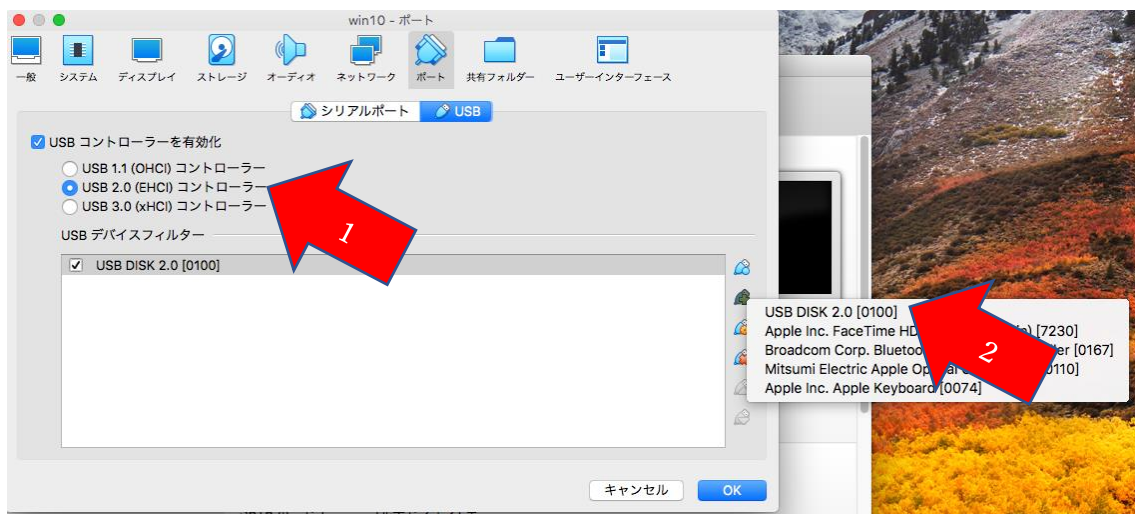 win10 - ポート
一般 システム ディスプレイ ストレージ オーディオ ネットワーク ポート 共有フォルダー ユーザーインターフェース
シリアルポート USB
USB コントローラーを有効化
USB 1.1 (OHCI) コントローラー
USB 2.0 (EHCI) コントローラー
USB 3.0 (xHCI) コントローラー
1
USB デバイスフィルター
USB DISK 2.0 [0100]
USB DISK 2.0 [0100]
Apple Inc. FaceTime HD [7230]
Broadcom Corp. [0167]
2
Mitsumi Electric Apple
Apple Inc. Apple Keyboard [0074]
キャンセル OK